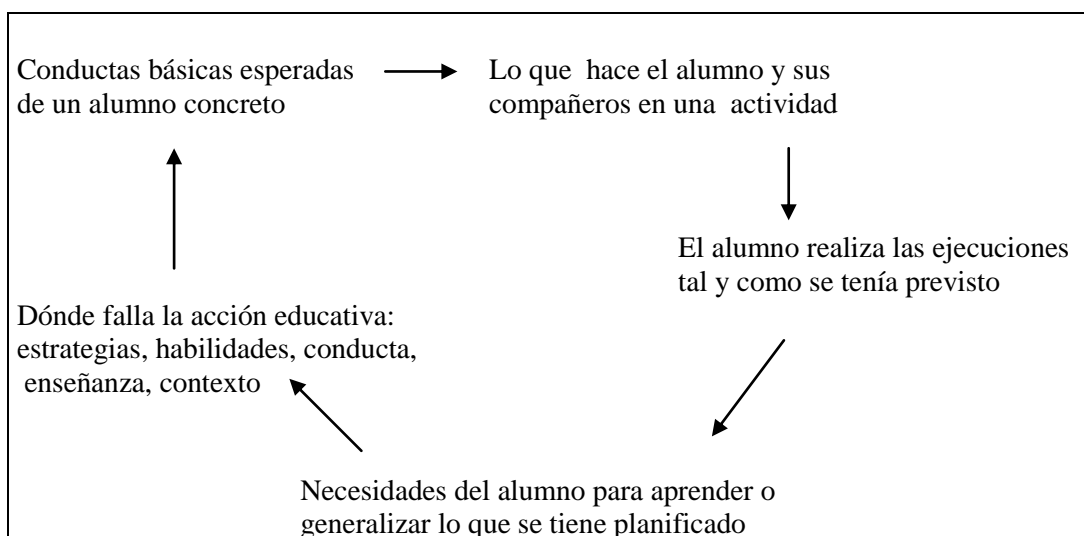 Conductas básicas esperadas
de un alumno concreto
Lo que hace el alumno y sus
compañeros en una actividad
El alumno realiza las ejecuciones
tal y como se tenía previsto
Necesidades del alumno para aprender o
generalizar lo que se tiene planificado
Dónde falla la acción educativa:
estrategias, habilidades, conducta,
enseñanza, contexto